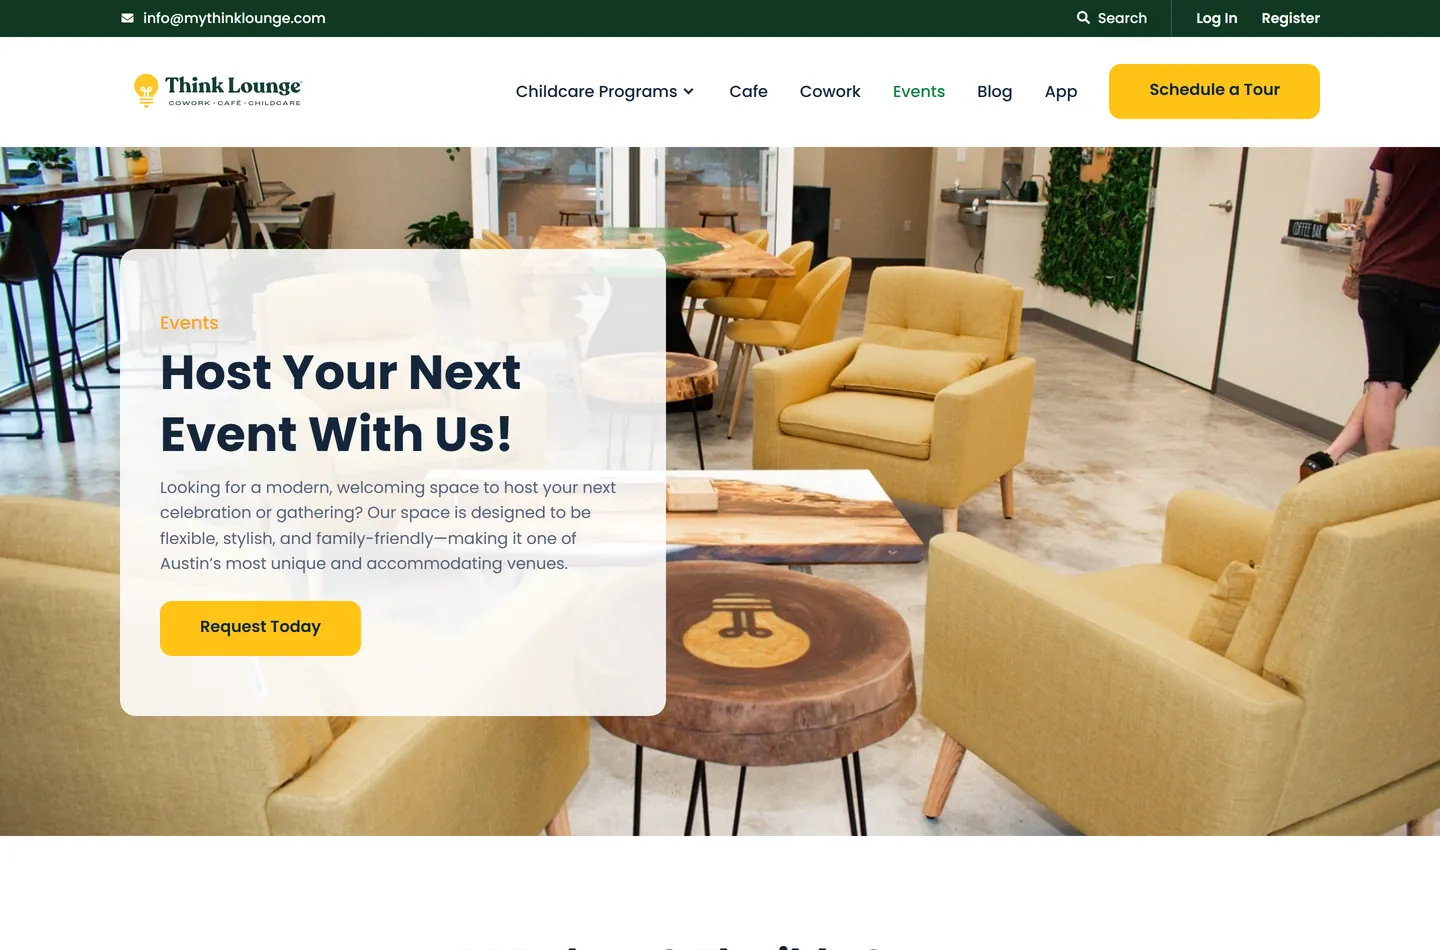 info@mythinklounge.com
Search
Log In
Register
Think Lounge
COWORK · CAFÉ · CHILDCARE
Childcare Programs
Cafe
Cowork
Events
Blog
App
Schedule a Tour
COFFEE BAR
Events
Host Your Next
Event With Us!
Looking for a modern, welcoming space to host your next
celebration or gathering? Our space is designed to be
flexible, stylish, and family-friendly—making it one of
Austin’s most unique and accommodating venues.
Request Today